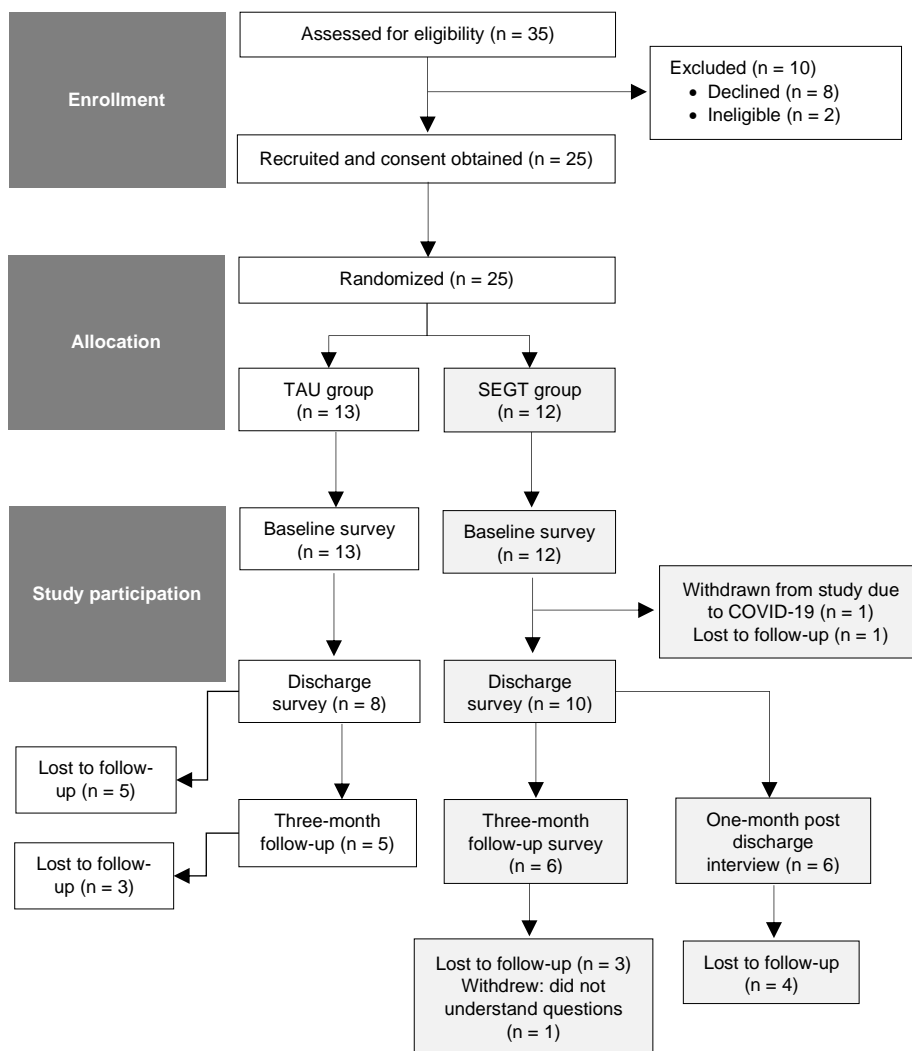 Assessed for eligibility (n = 35)
Enrollment
Excluded (n = 10)
• Declined (n = 8)
• Ineligible (n = 2)
Recruited and consent obtained (n = 25)
Allocation
Randomized (n = 25)
TAU group
(n = 13)
SEGT group
(n = 12)
Study participation
Baseline survey
(n = 13)
Baseline survey
(n = 12)
Withdrawn from study due
to COVID-19 (n = 1)
Lost to follow-up (n = 1)
Discharge
survey (n = 8)
Discharge
survey (n = 10)
Lost to follow-
up (n = 5)
Three-month
follow-up (n = 5)
Three-month
follow-up survey
(n = 6)
One-month post
discharge
interview (n = 6)
Lost to follow-
up (n = 3)
Lost to follow-up (n = 3)
Withdrew: did not
understand questions
(n = 1)
Lost to follow-up
(n = 4)